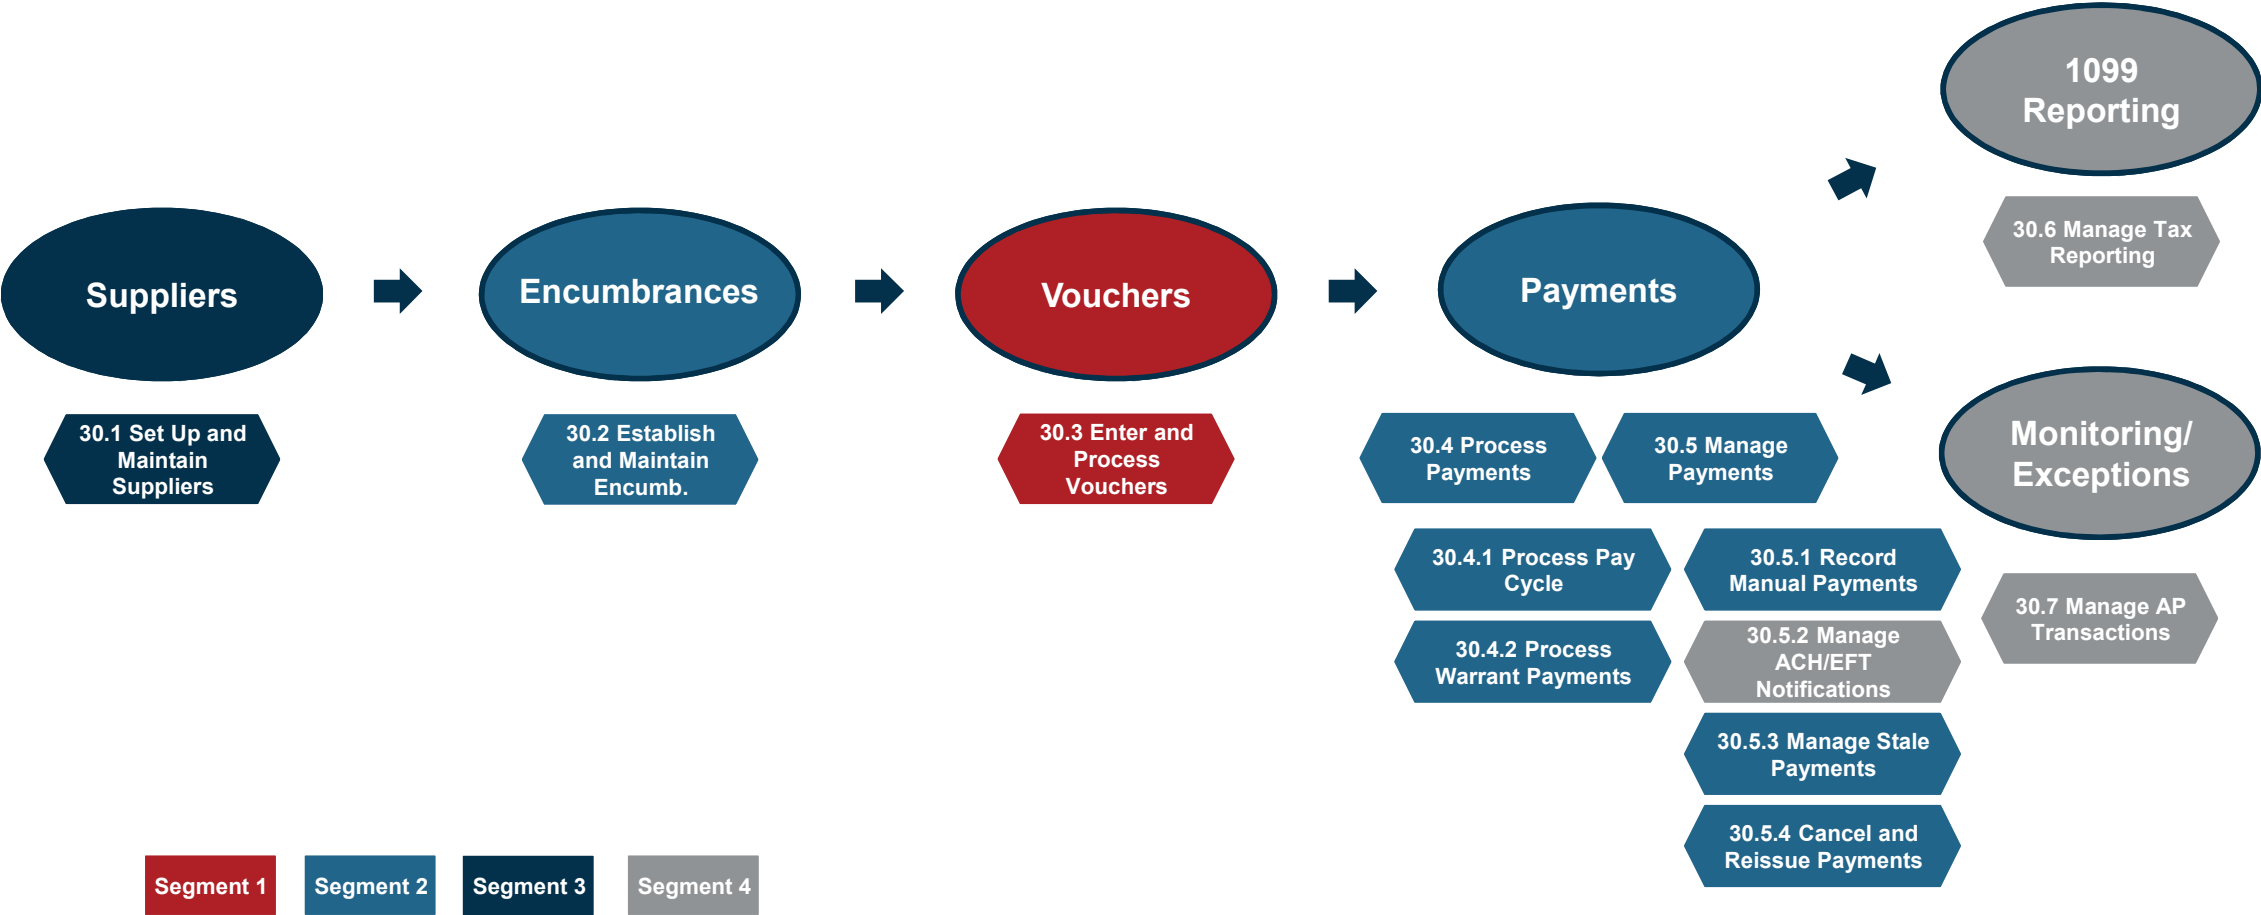 1099
Reporting
30.6 Manage Tax
Reporting
Suppliers
Encumbrances
Vouchers
Payments
30.1 Set Up and
Maintain
Suppliers
30.2 Establish
and Maintain
Encumb.
30.3 Enter and
Process
Vouchers
30.4 Process
Payments
30.5 Manage
Payments
Monitoring/
Exceptions
30.4.1 Process Pay
Cycle
30.5.1 Record
Manual Payments
30.7 Manage AP
Transactions
30.4.2 Process
Warrant Payments
30.5.2 Manage
ACH/EFT
Notifications
30.5.3 Manage Stale
Payments
30.5.4 Cancel and
Reissue Payments
Segment 1
Segment 2
Segment 3
Segment 4